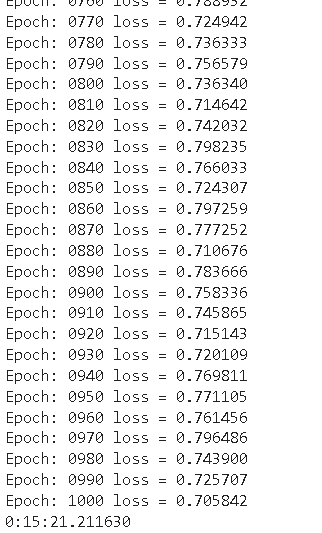 Epoch: 0760 loss = 0.788932
Epoch: 0770 loss = 0.724942
Epoch: 0780 loss = 0.736333
Epoch: 0790 loss = 0.756579
Epoch: 0800 loss = 0.736340
Epoch: 0810 loss = 0.714642
Epoch: 0820 loss = 0.742032
Epoch: 0830 loss = 0.798235
Epoch: 0840 loss = 0.766033
Epoch: 0850 loss = 0.724307
Epoch: 0860 loss = 0.797259
Epoch: 0870 loss = 0.777252
Epoch: 0880 loss = 0.710676
Epoch: 0890 loss = 0.783666
Epoch: 0900 loss = 0.758336
Epoch: 0910 loss = 0.745865
Epoch: 0920 loss = 0.715143
Epoch: 0930 loss = 0.720109
Epoch: 0940 loss = 0.769811
Epoch: 0950 loss = 0.771105
Epoch: 0960 loss = 0.761456
Epoch: 0970 loss = 0.796486
Epoch: 0980 loss = 0.743900
Epoch: 0990 loss = 0.725707
Epoch: 1000 loss = 0.705842
0:15:21.211630